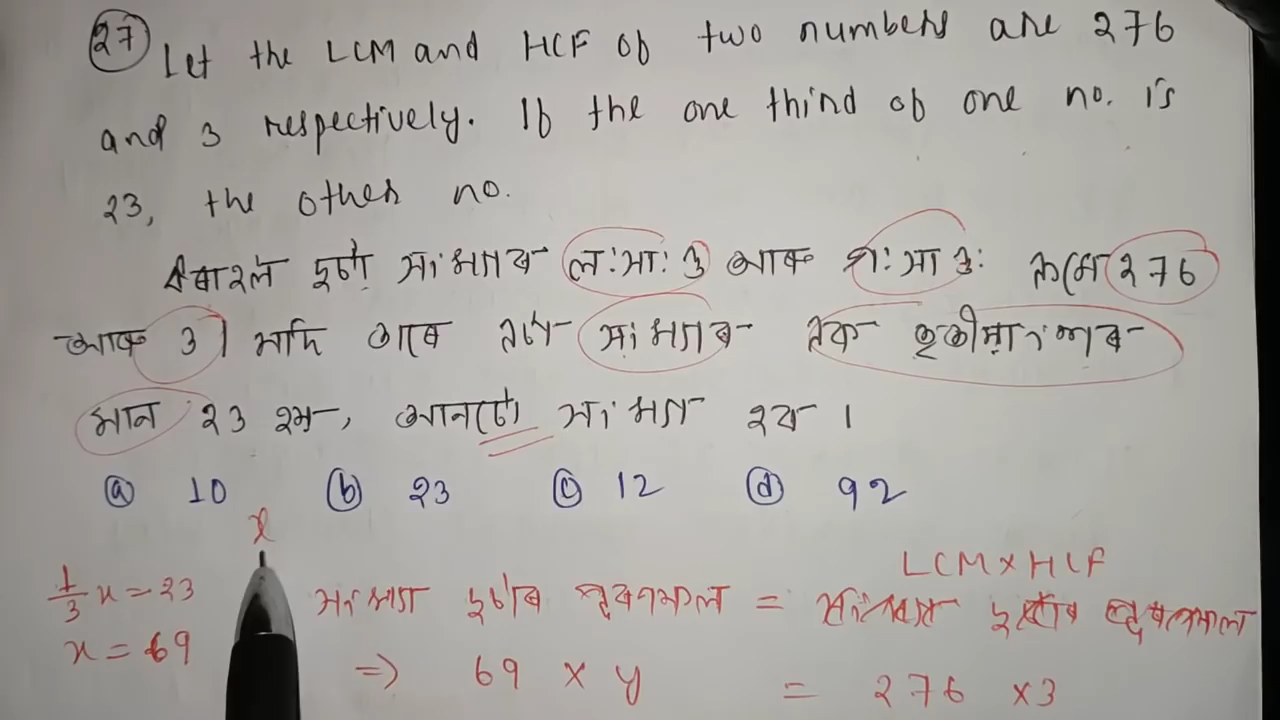 27 Let the LCM and HCF of two numbers are 276
and 3 respectively. If the one third of one no. is
23, the other no.
দুটা সংখ্যাৰ ল:সা:গু আৰু গ:সা:গু: ক্ৰমে 276
আৰু 3। যদি তাৰে এটা সংখ্যাৰ এক তৃতীয়াংশৰ
মান 23 হয়, আনটো সংখ্যা হব।
(a) 10 (b) 23 (c) 12 (d) 92
x
LCM x HCF
1/3 x = 23 সংখ্যা দুটাৰ পূৰণফল =
x = 69
=> 69 x y = 276 x 3